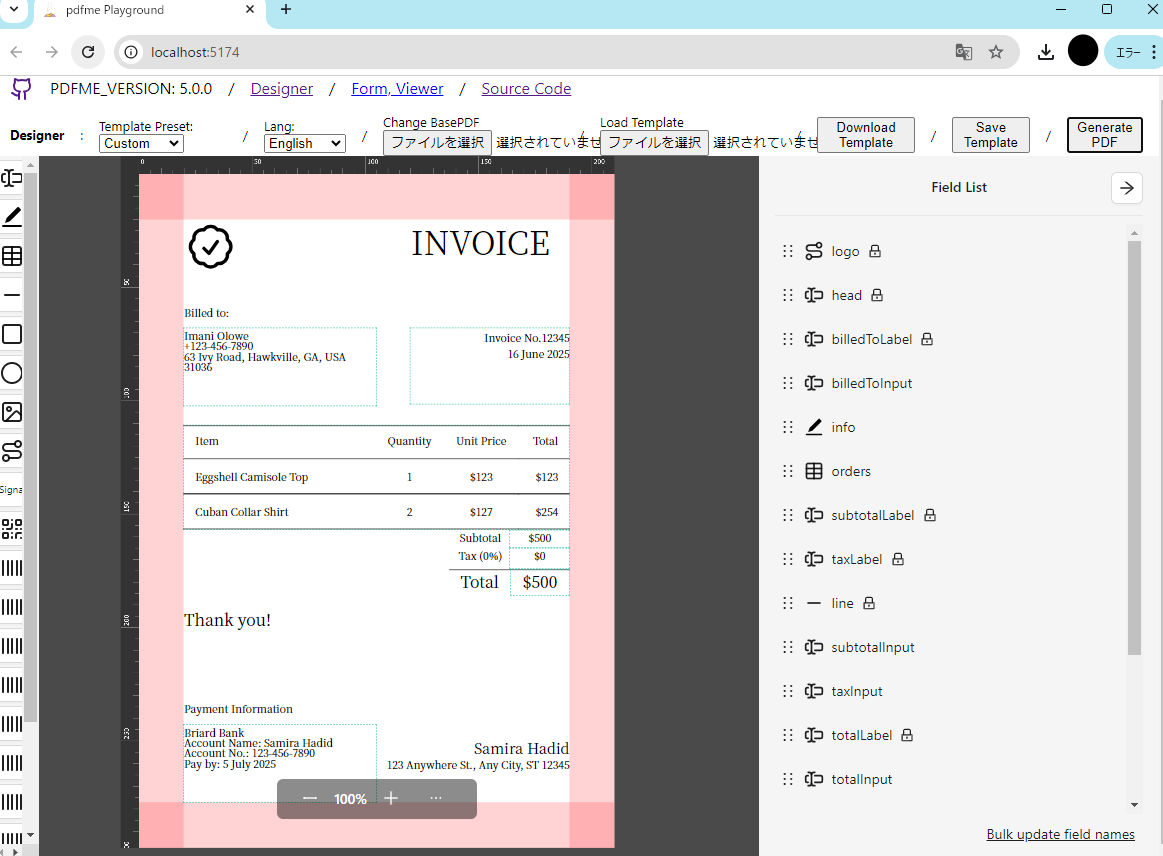 pdfme Playground
localhost:5174
エラー
PDFME_VERSION: 5.0.0 / Designer / Form, Viewer / Source Code
Designer :
Template Preset:
Custom
/
Lang:
English
/
Change BasePDF
ファイルを選択 選択されていませ
/
Load Template
ファイルを選択 選択されていませ
/
Download
Template
/
Save
Template
/
Generate
PDF
0 50 100 150 200
50
100
150
200
250
Signa
INVOICE
Billed to:
Imani Olowe
+123-456-7890
63 Ivy Road, Hawkville, GA, USA
31036
Invoice No.12345
16 June 2025
Item Quantity Unit Price Total
Eggshell Camisole Top 1 $123 $123
Cuban Collar Shirt 2 $127 $254
Subtotal $500
Tax (0%) $0
Total $500
Thank you!
Payment Information
Briard Bank
Account Name: Samira Hadid
Account No.: 123-456-7890
Pay by: 5 July 2025
Samira Hadid
123 Anywhere St., Any City, ST 12345
100%
Field List
logo
head
billedToLabel
billedToInput
info
orders
subtotalLabel
taxLabel
line
subtotalInput
taxInput
totalLabel
totalInput
Bulk update field names